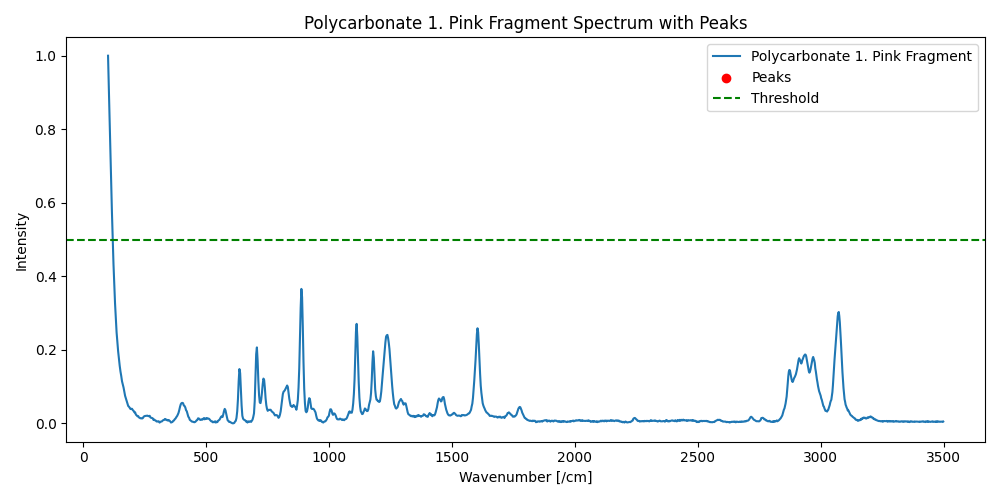 Polycarbonate 1. Pink Fragment Spectrum with Peaks
Polycarbonate 1. Pink Fragment
Peaks
Threshold
Intensity
1.0
0.8
0.6
0.4
0.2
0.0
0 500 1000 1500 2000 2500 3000 3500
Wavenumber [/cm]